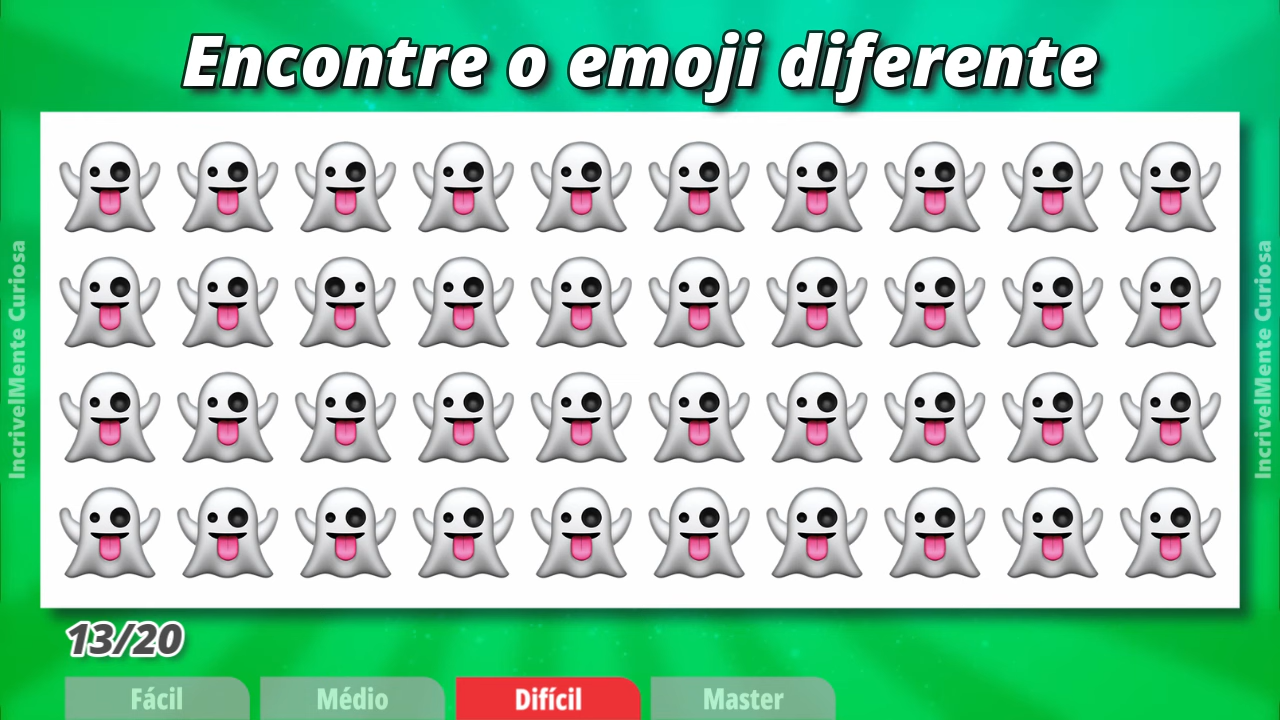 Encontre o emoji diferente
IncrivelMente Curiosa
IncrivelMente Curiosa
13/20
Fácil
Médio
Difícil
Master